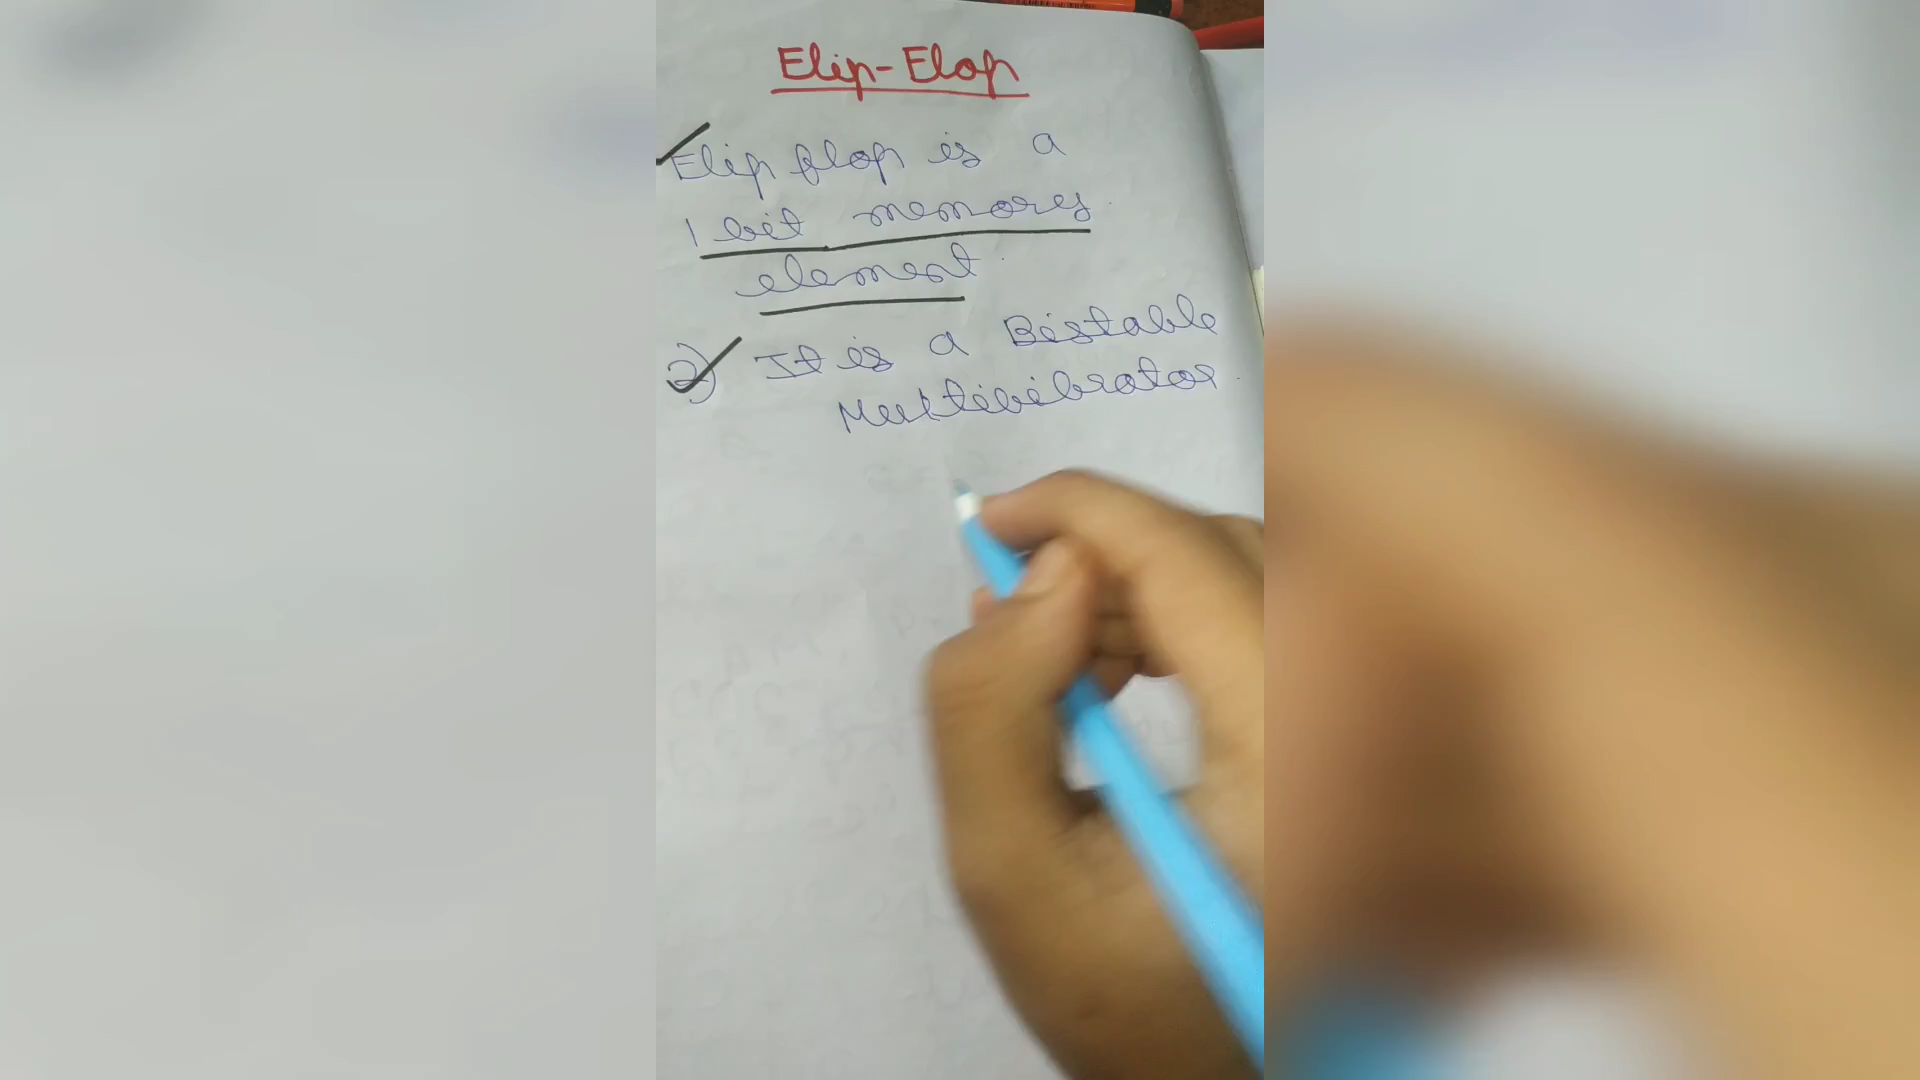 Flip-Flop
Flip flop is a
1 bit memory
element
2) It is a Bistable
Multivibrator